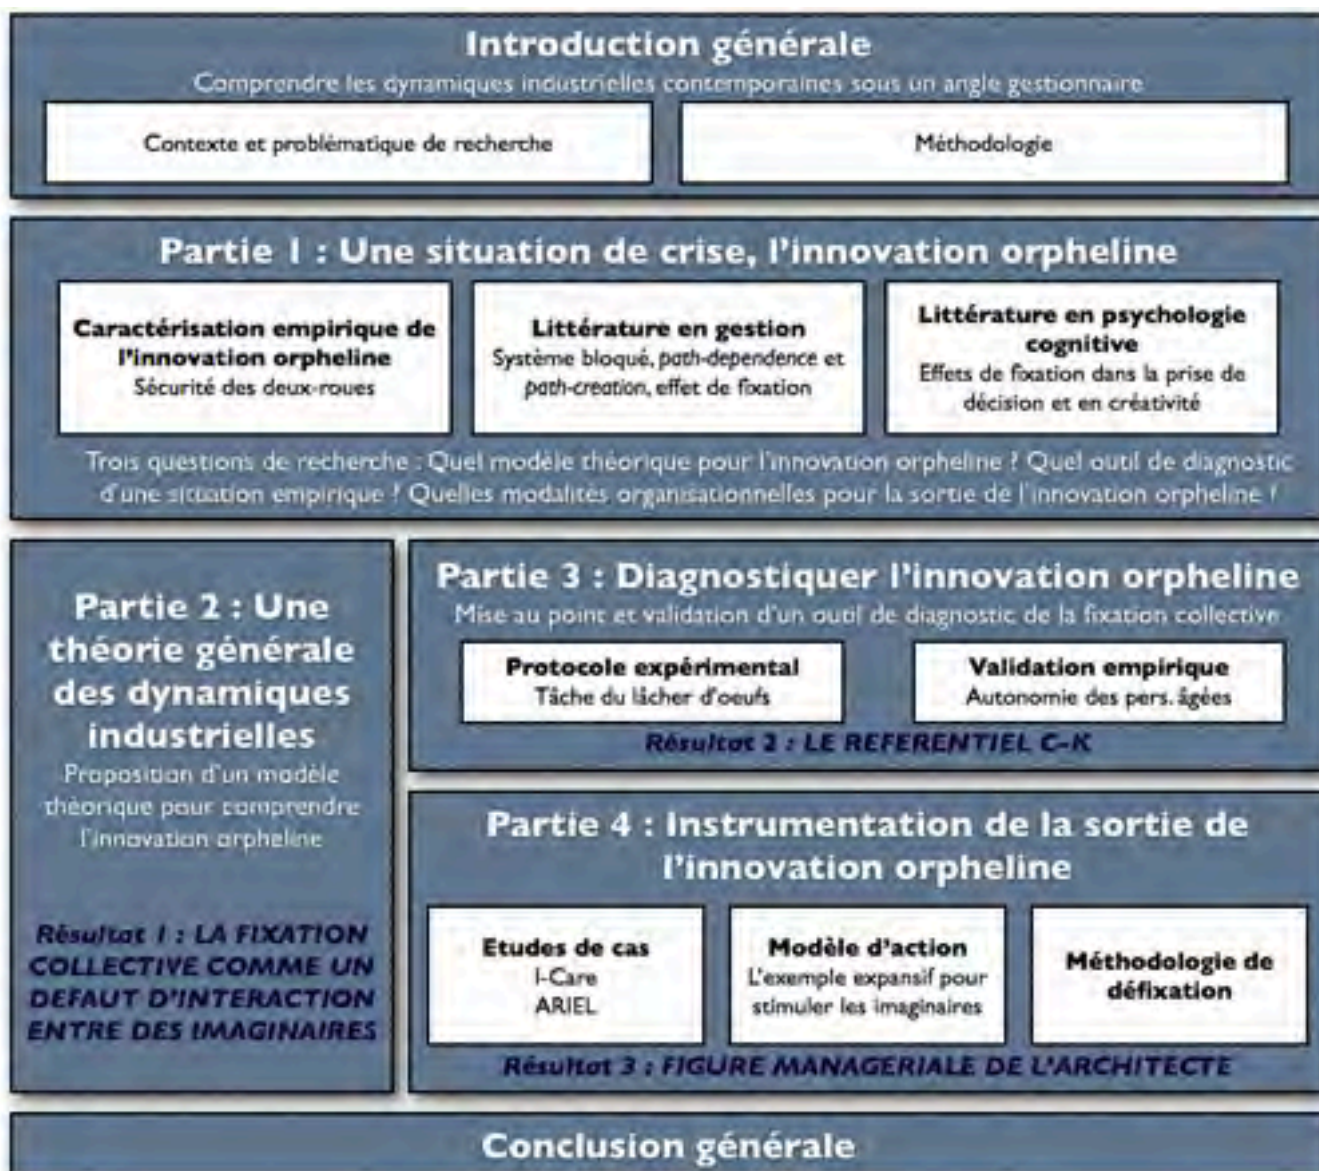 Introduction générale
Comprendre les dynamiques industrielles contemporaines sous un angle gestionnaire
Contexte et problématique de recherche
Méthodologie
Partie 1 : Une situation de crise, l'innovation orpheline
Caractérisation empirique de
l'innovation orpheline
Sécurité des deux-roues
Littérature en gestion
Système bloqué, path-dependence et
path-creation, effet de fixation
Littérature en psychologie
cognitive
Effets de fixation dans la prise de
décision et en créativité
Trois questions de recherche : Quel modèle théorique pour l'innovation orpheline ? Quel outil de diagnostic
d'une situation empirique ? Quelles modalités organisationnelles pour la sortie de l'innovation orpheline ?
Partie 2 : Une
théorie générale
des dynamiques
industrielles
Proposition d'un modèle
théorique pour comprendre
l'innovation orpheline
Résultat 1 : LA FIXATION
COLLECTIVE COMME UN
DEFAUT D'INTERACTION
ENTRE DES IMAGINAIRES
Partie 3 : Diagnostiquer l'innovation orpheline
Mise au point et validation d'un outil de diagnostic de la fixation collective
Protocole expérimental
Tâche du lâcher d'oeufs
Validation empirique
Autonomie des pers. âgées
Résultat 2 : LE REFERENTIEL C-K
Partie 4 : Instrumentation de la sortie de
l'innovation orpheline
Etudes de cas
I-Care
ARIEL
Modèle d'action
L'exemple expansif pour
stimuler les imaginaires
Méthodologie de
défixation
Résultat 3 : FIGURE MANAGERIALE DE L'ARCHITECTE
Conclusion générale